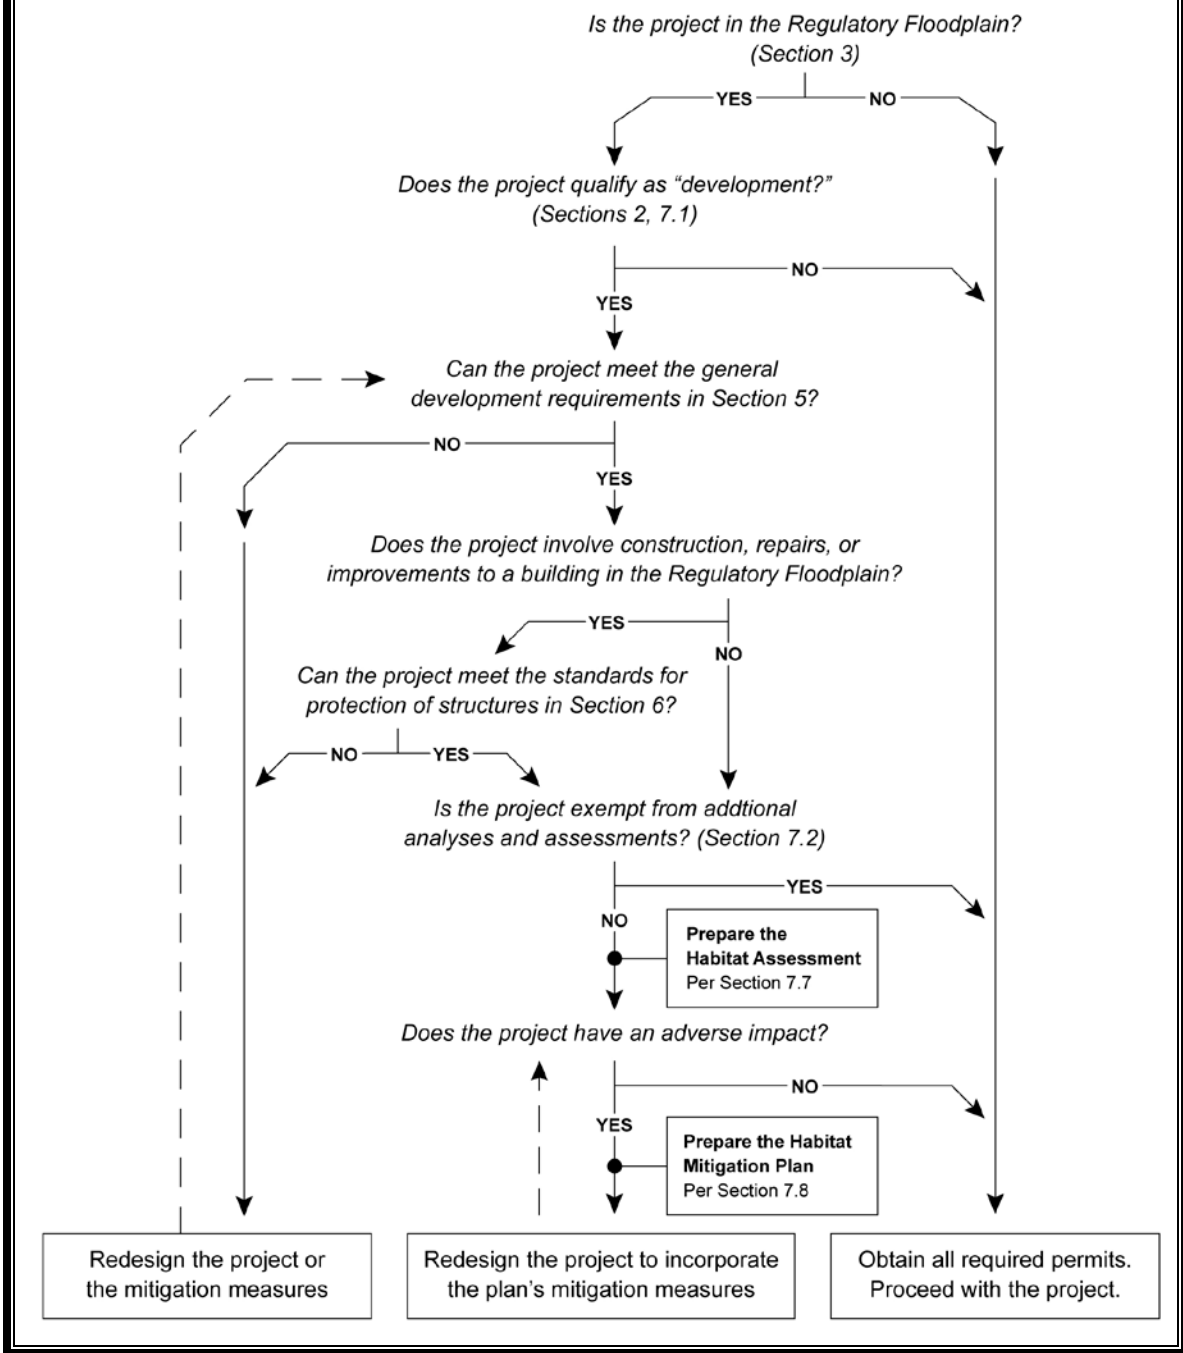 Is the project in the Regulatory Floodplain?
(Section 3)
YES
NO
Does the project qualify as “development?”
(Sections 2, 7.1)
NO
YES
Can the project meet the general
development requirements in Section 5?
NO
YES
Does the project involve construction, repairs, or
improvements to a building in the Regulatory Floodplain?
YES
NO
Can the project meet the standards for
protection of structures in Section 6?
NO
YES
Is the project exempt from addtional
analyses and assessments? (Section 7.2)
YES
NO
Prepare the
Habitat Assessment
Per Section 7.7
Does the project have an adverse impact?
NO
YES
Prepare the Habitat
Mitigation Plan
Per Section 7.8
Redesign the project or
the mitigation measures
Redesign the project to incorporate
the plan’s mitigation measures
Obtain all required permits.
Proceed with the project.